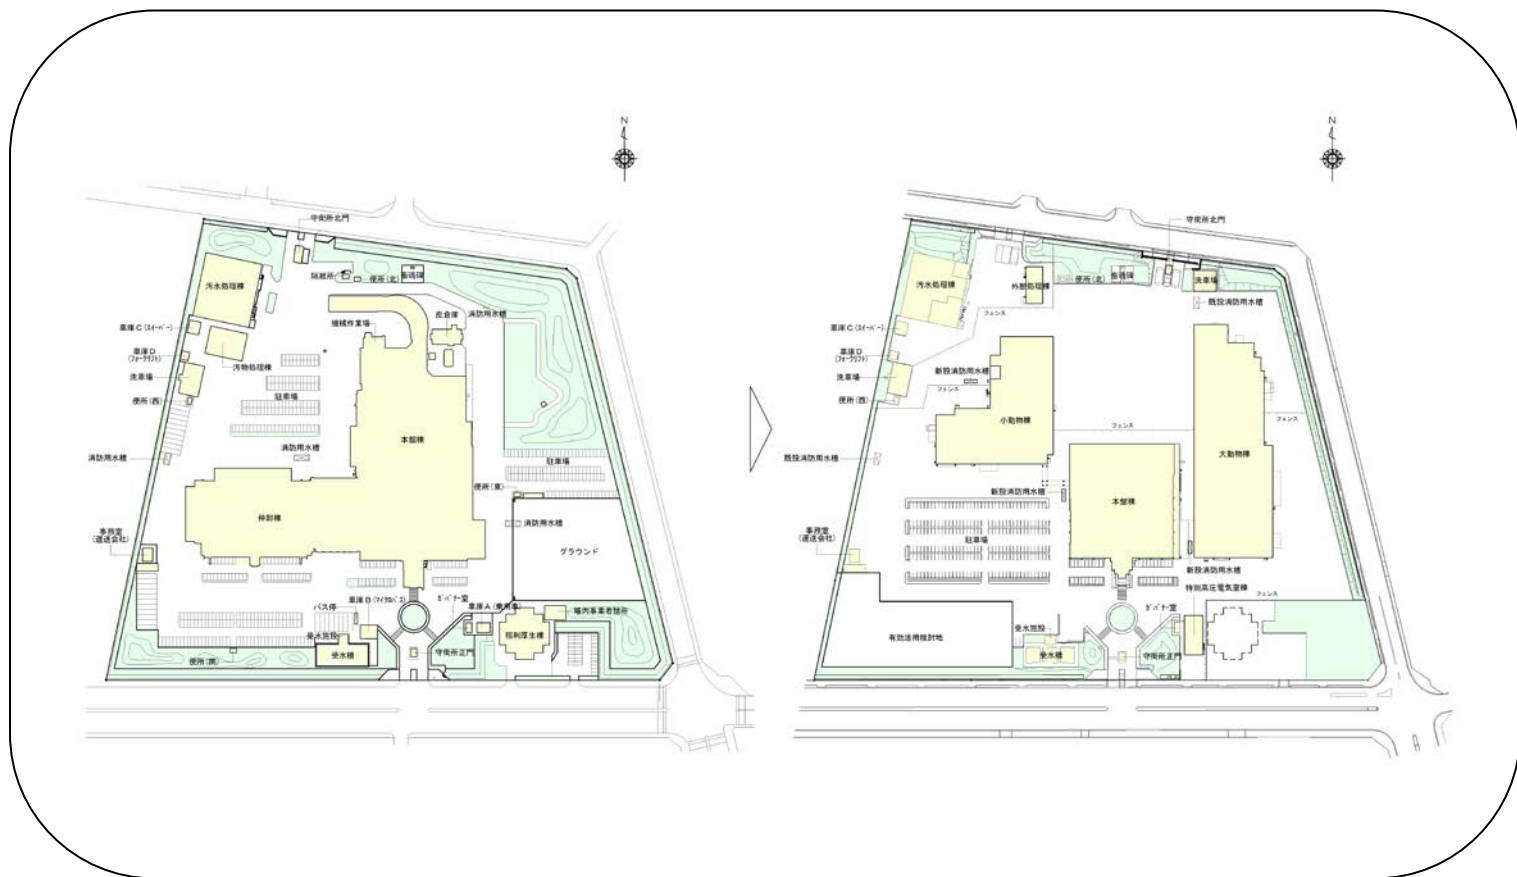 N
守衛所北門
汚水処理棟
隔離所
便所(北)
畜魂碑
車庫C(スイーパー)
機械作業場
皮倉庫
消防用水槽
車庫D
(フォークリフト)
汚物処理棟
洗車場
駐車場
便所(西)
本館棟
消防用水槽
消防用水槽
駐車場
便所(東)
仲卸棟
消防用水槽
事務室
(運送会社)
グラウンド
バス停
車庫B(マイクロバス)
ガバナー室
車庫A(乗用車)
場内事業者詰所
受水施設
福利厚生棟
受水槽
守衛所正門
便所(南)
N
守衛所北門
汚水処理棟
外部処理棟
便所(北)
畜魂碑
洗車場
既設消防用水槽
フェンス
車庫C(スイーパー)
車庫D
(フォークリフト)
新設消防用水槽
洗車場
フェンス
便所(西)
小動物棟
フェンス
フェンス
大動物棟
既設消防用水槽
新設消防用水槽
本館棟
事務室
(運送会社)
駐車場
新設消防用水槽
特別高圧電気室棟
フェンス
ガバナー室
受水施設
有効活用検討地
受水槽
守衛所正門